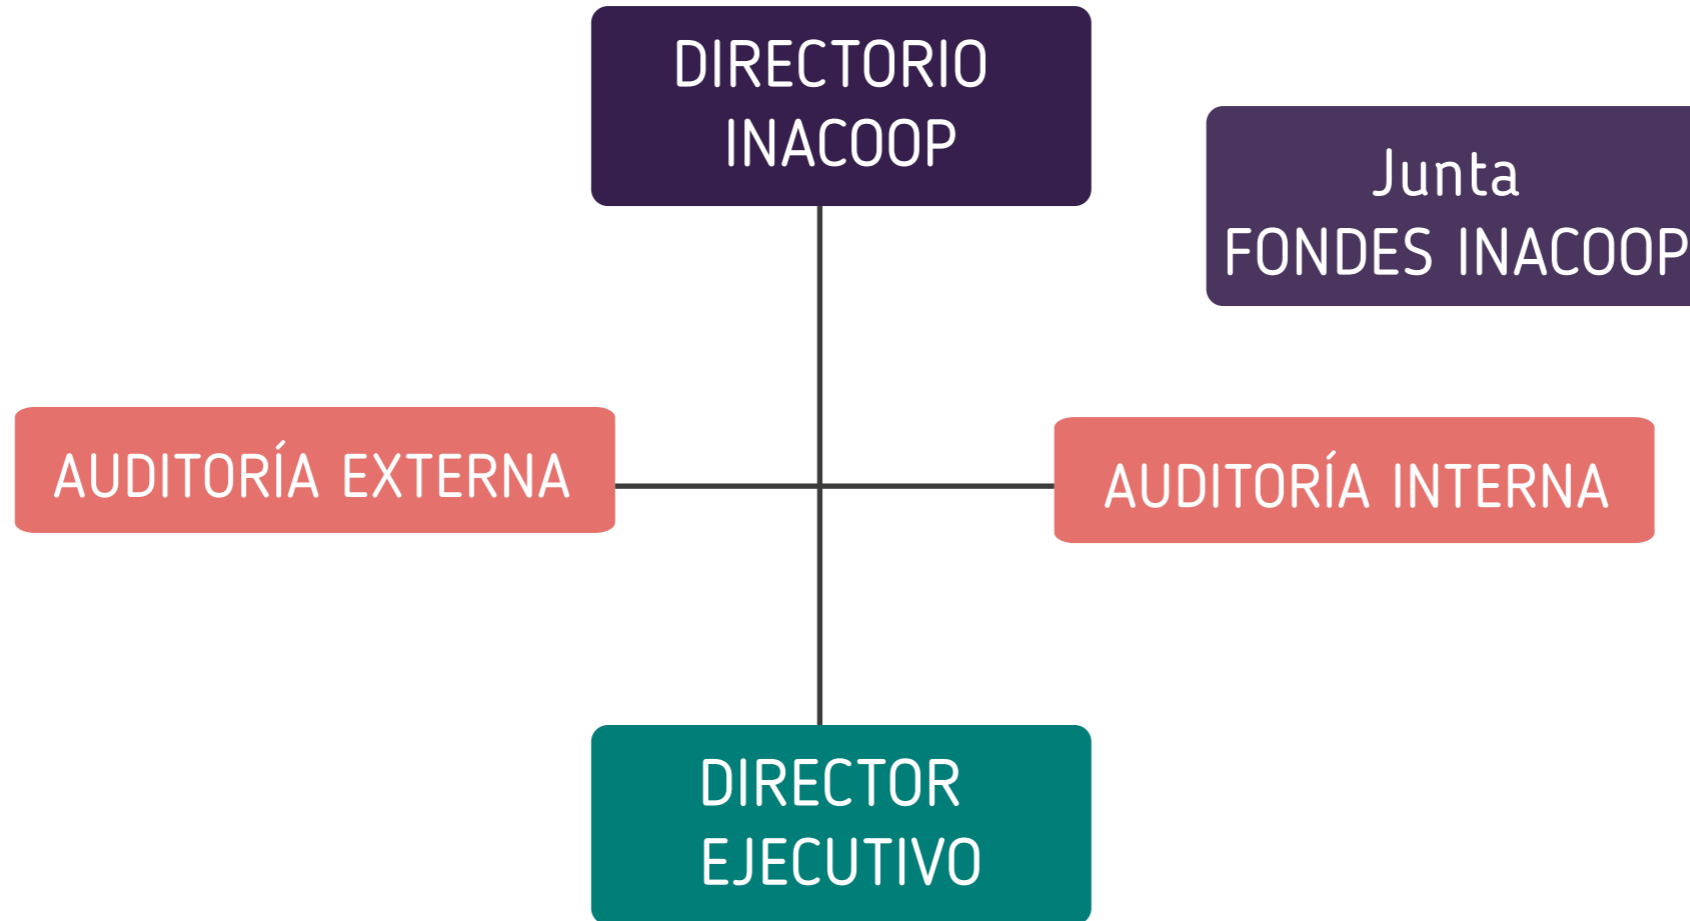 DIRECTORIO
INACOOP
Junta
FONDES INACOOP
AUDITORÍA EXTERNA
AUDITORÍA INTERNA
DIRECTOR
EJECUTIVO